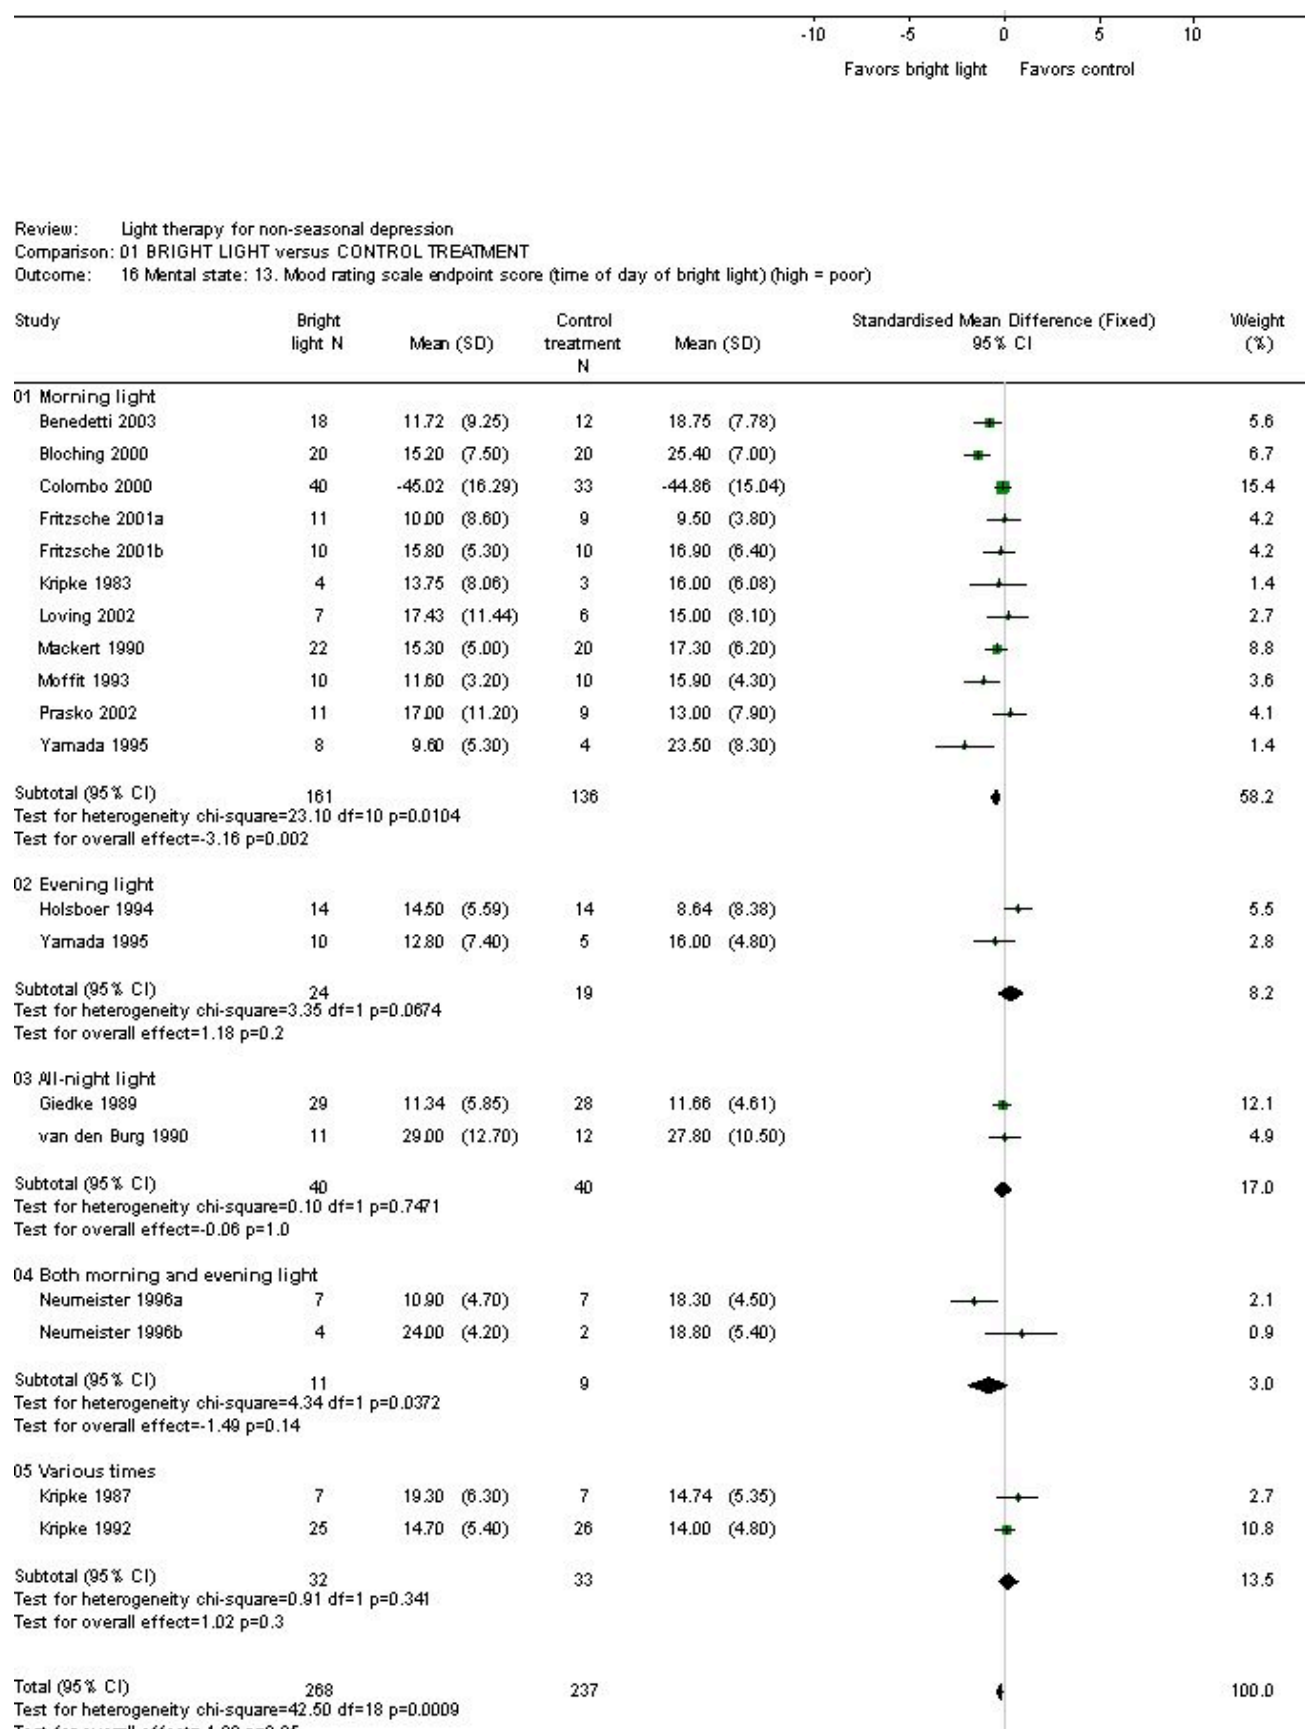 -10 -5 0 5 10
Favors bright light Favors control
Review: Light therapy for non-seasonal depression
Comparison: 01 BRIGHT LIGHT versus CONTROL TREATMENT
Outcome: 16 Mental state: 13. Mood rating scale endpoint score (time of day of bright light) (high = poor)
Study Bright Control Standardised Mean Difference (Fixed) Weight
light N Mean (SD) treatment Mean (SD) 95% CI (%)
N
01 Morning light
Benedetti 2003 18 11.72 (9.25) 12 18.75 (7.78) 5.6
Bloching 2000 20 15.20 (7.50) 20 25.40 (7.00) 6.7
Colombo 2000 40 -45.02 (16.29) 33 -44.86 (15.04) 15.4
Fritzsche 2001a 11 10.00 (8.60) 9 9.50 (3.80) 4.2
Fritzsche 2001b 10 15.80 (5.30) 10 16.90 (6.40) 4.2
Kripke 1983 4 13.75 (8.06) 3 16.00 (6.08) 1.4
Loving 2002 7 17.43 (11.44) 6 15.00 (8.10) 2.7
Mackert 1990 22 15.30 (5.00) 20 17.30 (6.20) 8.8
Moffit 1993 10 11.60 (3.20) 10 15.90 (4.30) 3.6
Prasko 2002 11 17.00 (11.20) 9 13.00 (7.90) 4.1
Yamada 1995 8 9.60 (5.30) 4 23.50 (8.30) 1.4
Subtotal (95% CI) 161 136 58.2
Test for heterogeneity chi-square=23.10 df=10 p=0.0104
Test for overall effect=-3.16 p=0.002
02 Evening light
Holsboer 1994 14 14.50 (5.59) 14 8.64 (8.38) 5.5
Yamada 1995 10 12.80 (7.40) 5 16.00 (4.80) 2.8
Subtotal (95% CI) 24 19 8.2
Test for heterogeneity chi-square=3.35 df=1 p=0.0674
Test for overall effect=1.18 p=0.2
03 All-night light
Giedke 1989 29 11.34 (5.85) 28 11.66 (4.61) 12.1
van den Burg 1990 11 29.00 (12.70) 12 27.80 (10.50) 4.9
Subtotal (95% CI) 40 40 17.0
Test for heterogeneity chi-square=0.10 df=1 p=0.7471
Test for overall effect=-0.06 p=1.0
04 Both morning and evening light
Neumeister 1996a 7 10.90 (4.70) 7 18.30 (4.50) 2.1
Neumeister 1996b 4 24.00 (4.20) 2 18.80 (5.40) 0.9
Subtotal (95% CI) 11 9 3.0
Test for heterogeneity chi-square=4.34 df=1 p=0.0372
Test for overall effect=-1.49 p=0.14
05 Various times
Kripke 1987 7 19.30 (6.30) 7 14.74 (5.35) 2.7
Kripke 1992 25 14.70 (5.40) 26 14.00 (4.80) 10.8
Subtotal (95% CI) 32 33 13.5
Test for heterogeneity chi-square=0.91 df=1 p=0.341
Test for overall effect=1.02 p=0.3
Total (95% CI) 268 237 100.0
Test for heterogeneity chi-square=42.50 df=18 p=0.0009